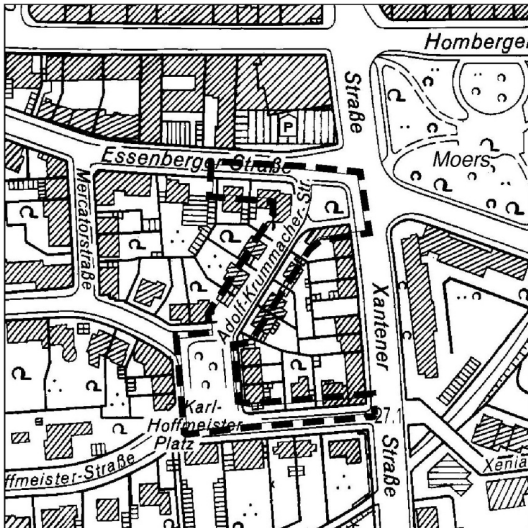 Homberger
Straße
Essenberger Straße
Moers
Mercatorstraße
Adolf-Krummacher-Str.
Xantener
Karl-
Hoffmeister
Platz
27.1
Straße
ffmeister-Straße
Xenia
P